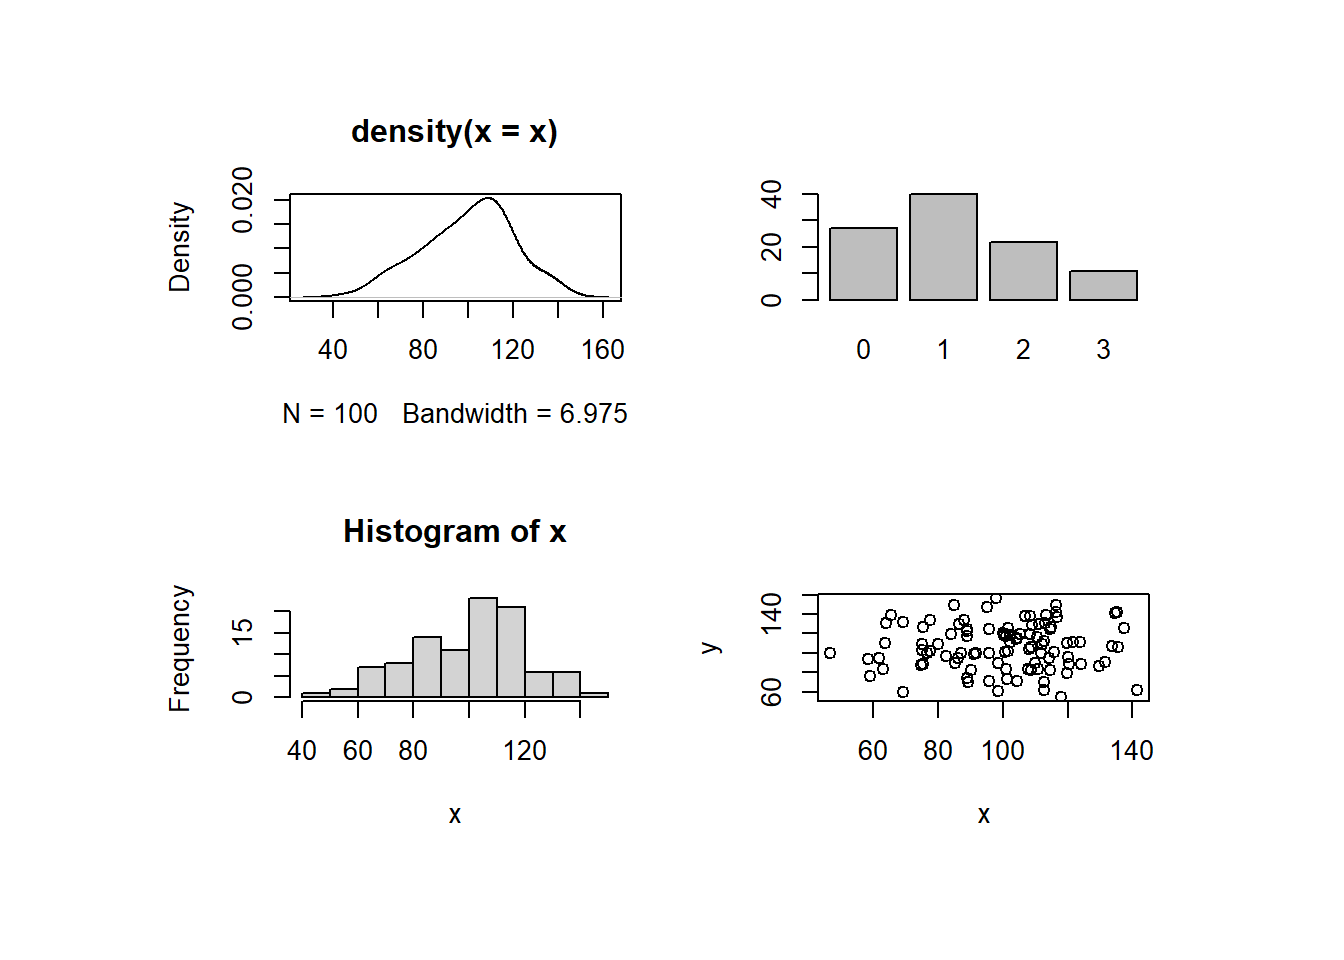 density(x = x)
Density
0.000 0.020
40 80 120 160
N = 100 Bandwidth = 6.975
0 20 40
0 1 2 3
Histogram of x
Frequency
0 15
40 60 80 120
x
y
60 140
60 80 100 140
x